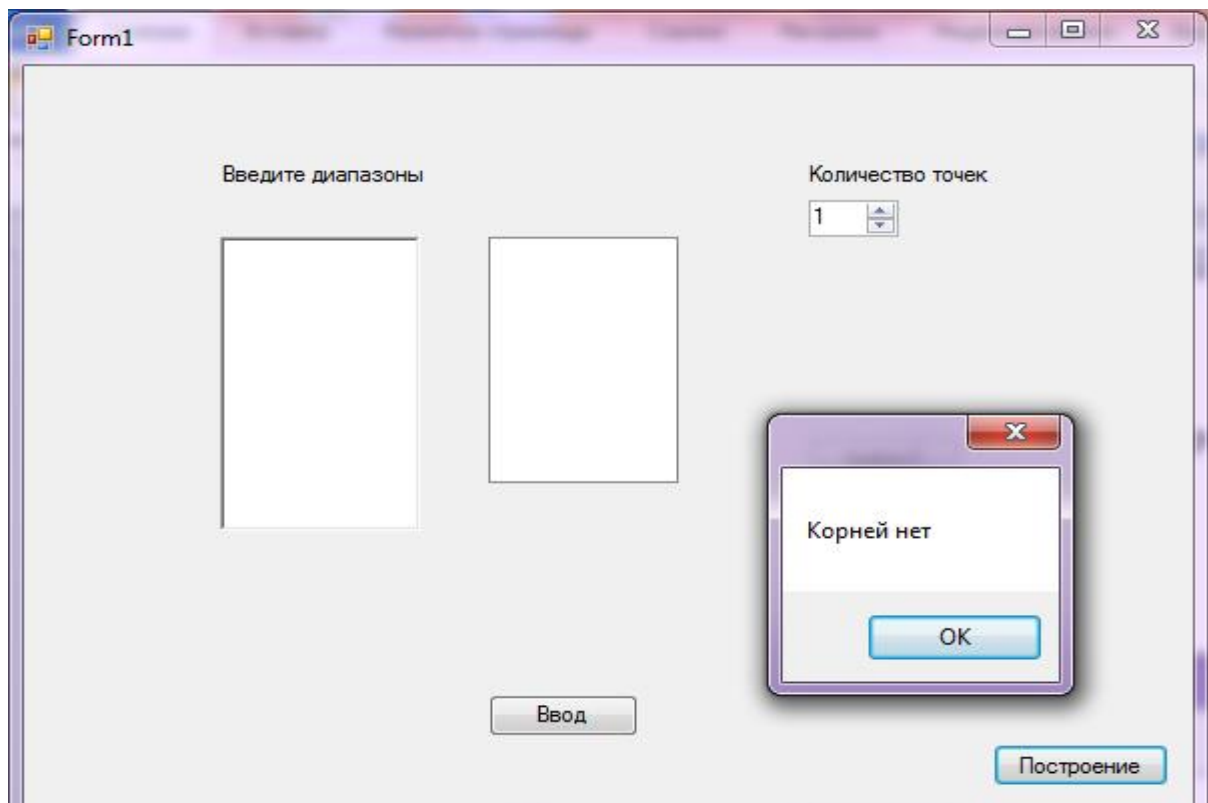 Form1
Введите диапазоны
Количество точек
1
Корней нет
OK
Ввод
Построение